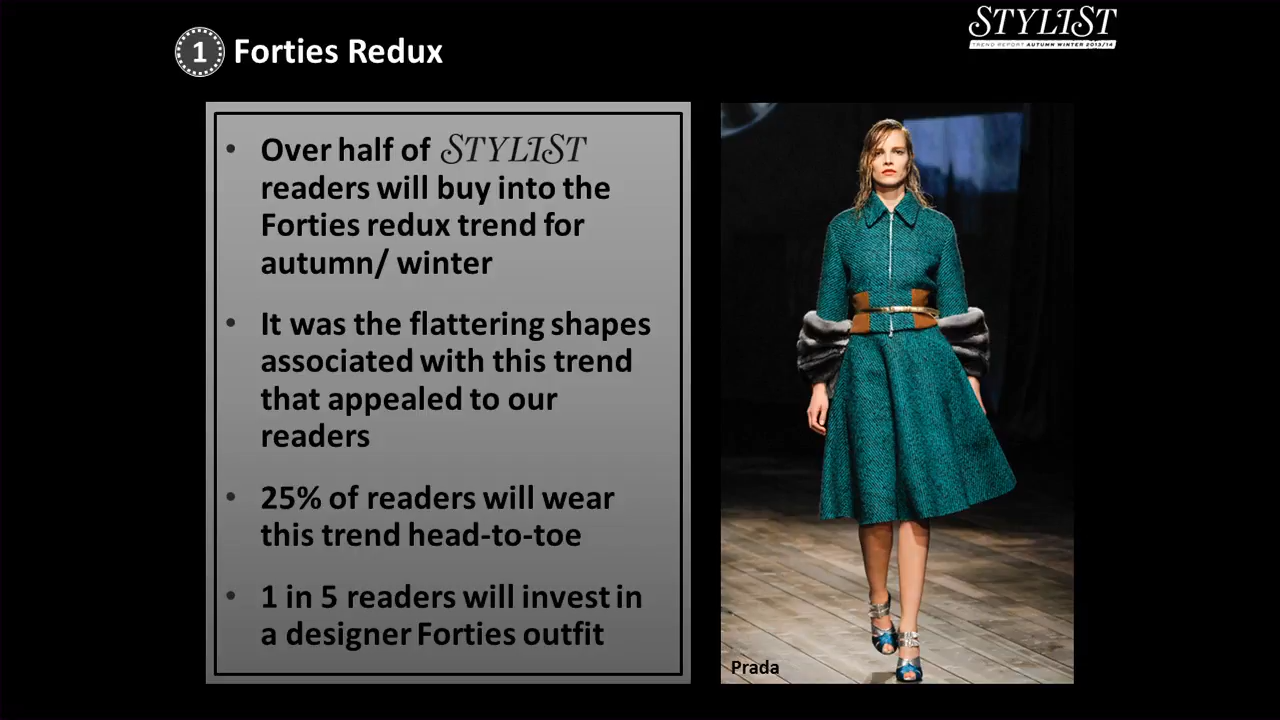 1 Forties Redux
STYLIST
TREND REPORT AUTUMN WINTER 2013/14
• Over half of STYLIST
readers will buy into the
Forties redux trend for
autumn/ winter
• It was the flattering shapes
associated with this trend
that appealed to our
readers
• 25% of readers will wear
this trend head-to-toe
• 1 in 5 readers will invest in
a designer Forties outfit
Prada